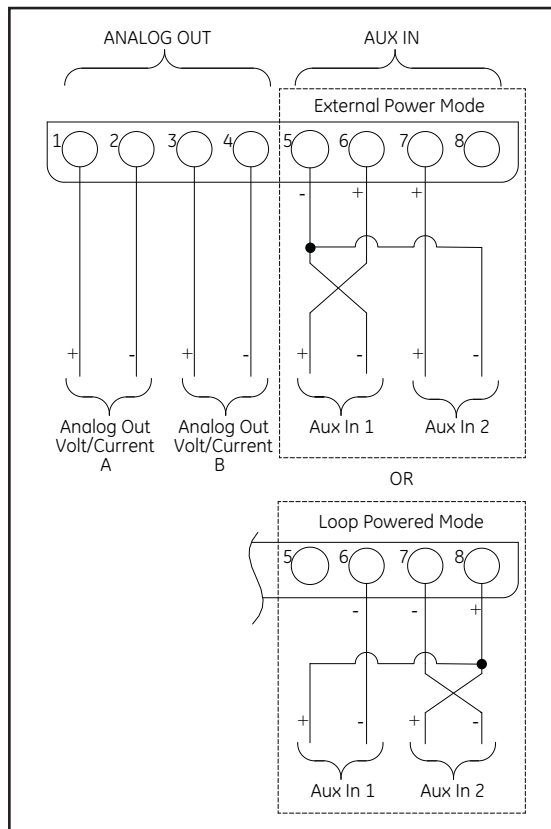 ANALOG OUT
AUX IN
External Power Mode
1 2 3 4 5 6 7 8
- + +
+ - + - + - + -
Analog Out
Volt/Current
A
Analog Out
Volt/Current
B
Aux In 1
Aux In 2
OR
Loop Powered Mode
5 6 7 8
- - +
+ - + -
Aux In 1
Aux In 2